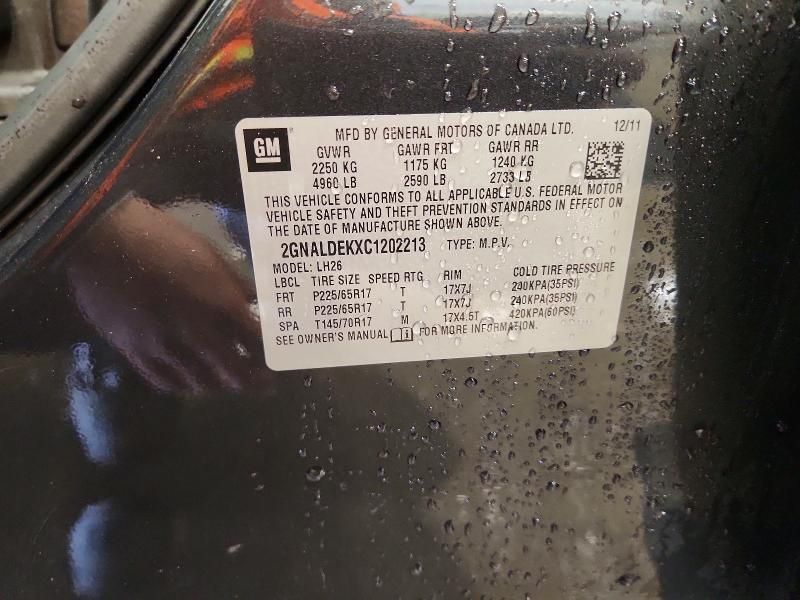 GM
MFD BY GENERAL MOTORS OF CANADA LTD. 12/11
GVWR GAWR FRT GAWR RR
2250 KG 1175 KG 1240 KG
4960 LB 2590 LB 2733 LB
THIS VEHICLE CONFORMS TO ALL APPLICABLE U.S. FEDERAL MOTOR
VEHICLE SAFETY AND THEFT PREVENTION STANDARDS IN EFFECT ON
THE DATE OF MANUFACTURE SHOWN ABOVE.
2GNALDEKXC1202213 TYPE: M.P.V.
MODEL: LH26
LBCL TIRE SIZE SPEED RTG RIM COLD TIRE PRESSURE
FRT P225/65R17 T 17X7J 240KPA(35PSI)
RR P225/65R17 T 17X7J 240KPA(35PSI)
SPA T145/70R17 M 17X4.5T 420KPA(60PSI)
SEE OWNER'S MANUAL i FOR MORE INFORMATION.